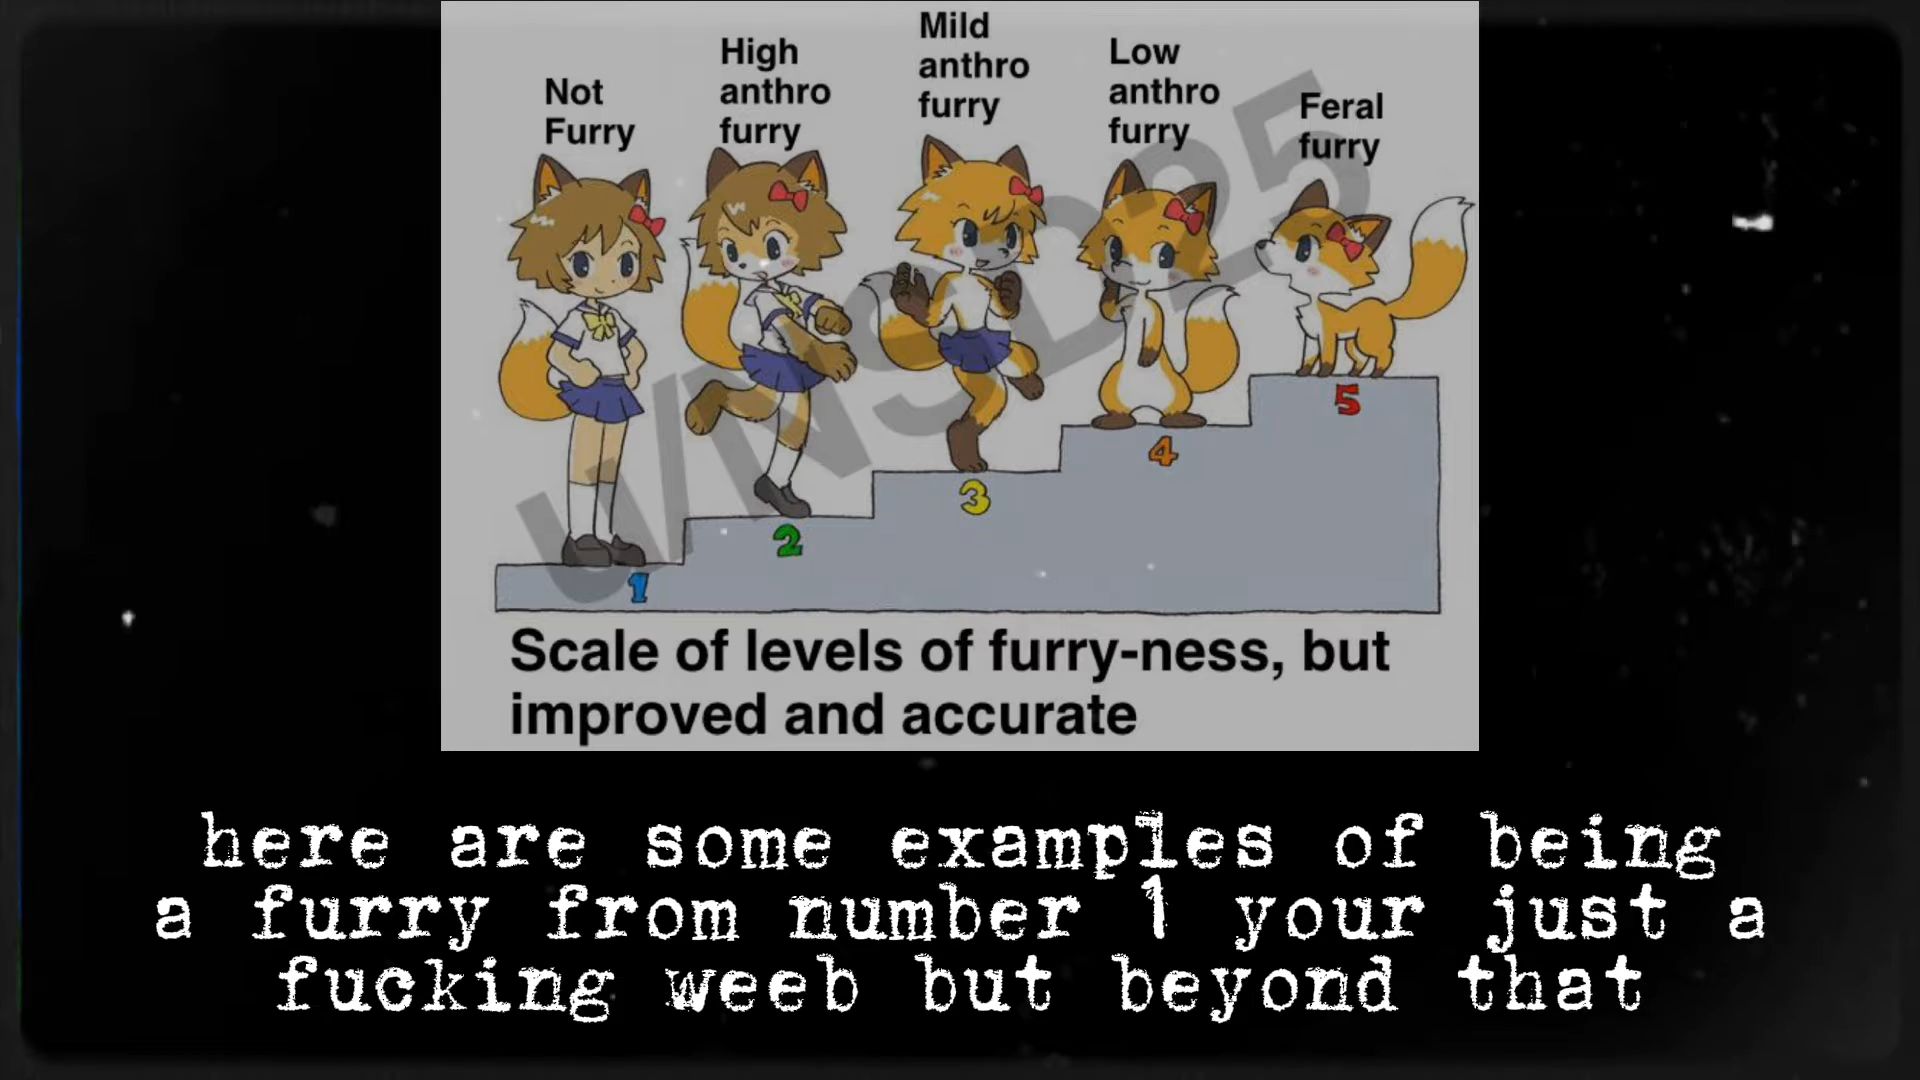 Not
Furry
High
anthro
furry
Mild
anthro
furry
Low
anthro
furry
Feral
furry
u/NSD25
1
2
3
4
5
Scale of levels of furry-ness, but
improved and accurate
here are some examples of being
a furry from number 1 your just a
fucking weeb but beyond that